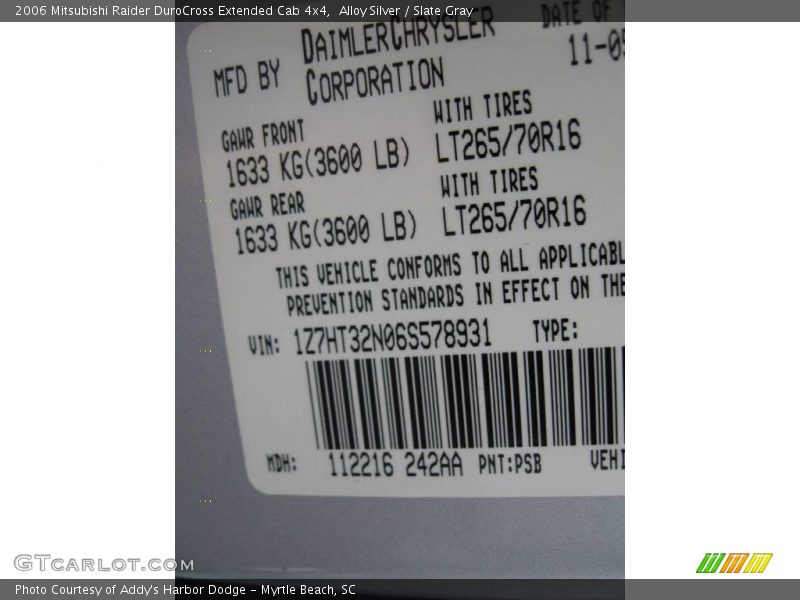 2006 Mitsubishi Raider DuroCross Extended Cab 4x4, Alloy Silver / Slate Gray
MFD BY DAIMLERCHRYSLER CORPORATION
DATE OF
11-05
GAWR FRONT WITH TIRES
1633 KG(3600 LB) LT265/70R16
GAWR REAR WITH TIRES
1633 KG(3600 LB) LT265/70R16
THIS VEHICLE CONFORMS TO ALL APPLICABL
PREVENTION STANDARDS IN EFFECT ON THE
VIN: 1Z7HT32N06S578931 TYPE:
MDH: 112216 242AA PNT:PSB VEHI
GTCARLOT.COM
Photo Courtesy of Addy's Harbor Dodge - Myrtle Beach, SC